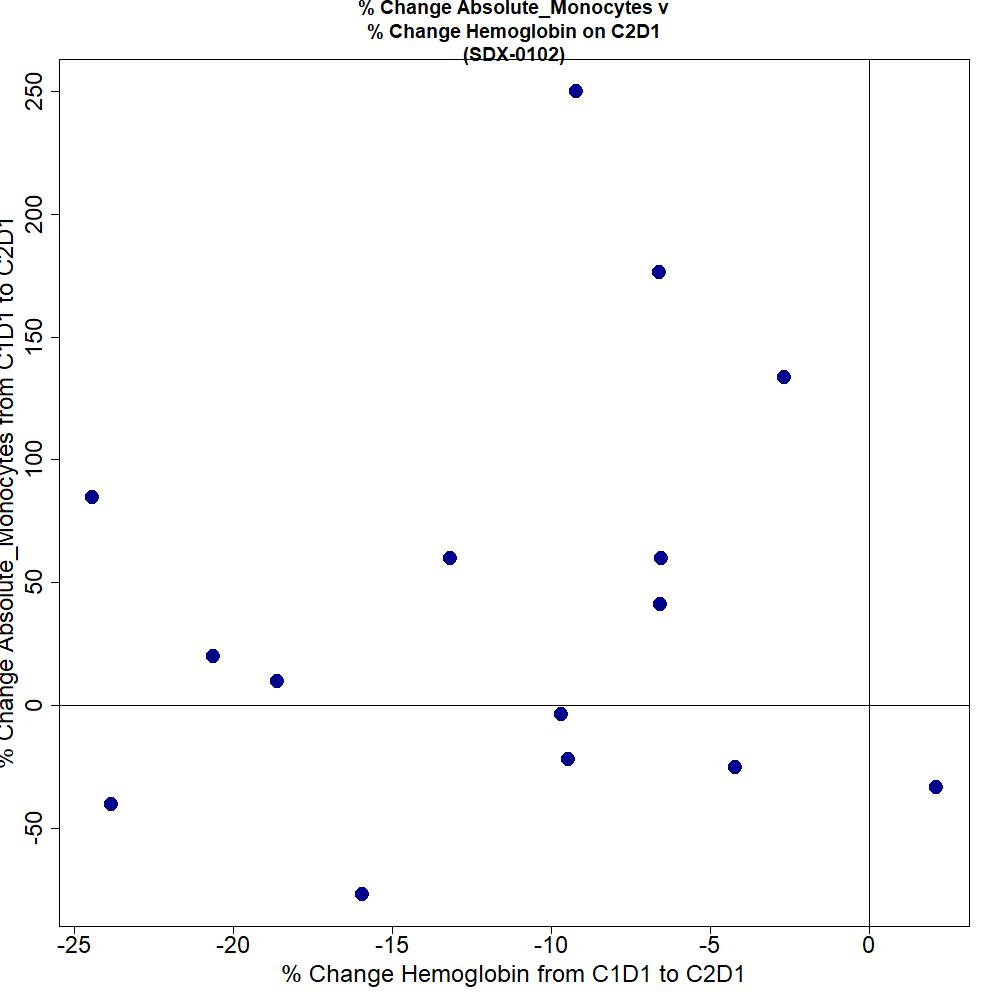 % Change Absolute_Monocytes v
% Change Hemoglobin on C2D1
(SDX-0102)
% Change Absolute_Monocytes from C1D1 to C2D1
250
200
150
100
50
0
-50
-25 -20 -15 -10 -5 0
% Change Hemoglobin from C1D1 to C2D1